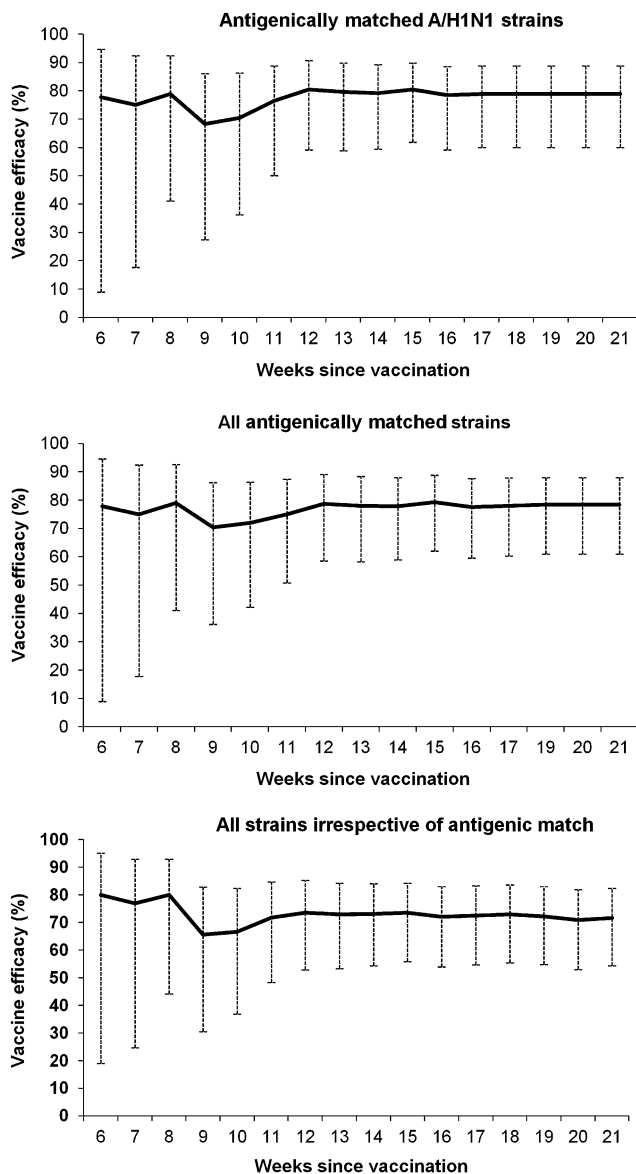 Antigenically matched A/H1N1 strains
Vaccine efficacy (%)
100
90
80
70
60
50
40
30
20
10
0
6 7 8 9 10 11 12 13 14 15 16 17 18 19 20 21
Weeks since vaccination
All antigenically matched strains
Vaccine efficacy (%)
100
90
80
70
60
50
40
30
20
10
0
6 7 8 9 10 11 12 13 14 15 16 17 18 19 20 21
Weeks since vaccination
All strains irrespective of antigenic match
Vaccine efficacy (%)
100
90
80
70
60
50
40
30
20
10
0
6 7 8 9 10 11 12 13 14 15 16 17 18 19 20 21
Weeks since vaccination